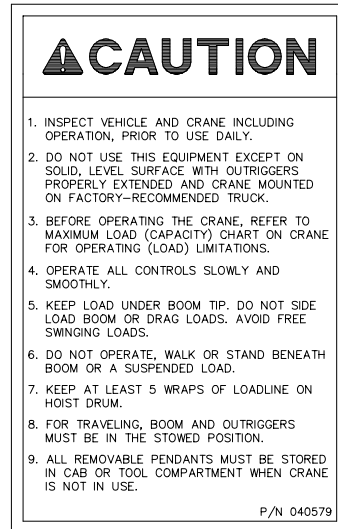 CAUTION
1. INSPECT VEHICLE AND CRANE INCLUDING
OPERATION, PRIOR TO USE DAILY.
2. DO NOT USE THIS EQUIPMENT EXCEPT ON
SOLID, LEVEL SURFACE WITH OUTRIGGERS
PROPERLY EXTENDED AND CRANE MOUNTED
ON FACTORY-RECOMMENDED TRUCK.
3. BEFORE OPERATING THE CRANE, REFER TO
MAXIMUM LOAD (CAPACITY) CHART ON CRANE
FOR OPERATING (LOAD) LIMITATIONS.
4. OPERATE ALL CONTROLS SLOWLY AND
SMOOTHLY.
5. KEEP LOAD UNDER BOOM TIP. DO NOT SIDE
LOAD BOOM OR DRAG LOADS. AVOID FREE
SWINGING LOADS.
6. DO NOT OPERATE, WALK OR STAND BENEATH
BOOM OR A SUSPENDED LOAD.
7. KEEP AT LEAST 5 WRAPS OF LOADLINE ON
HOIST DRUM.
8. FOR TRAVELING, BOOM AND OUTRIGGERS
MUST BE IN THE STOWED POSITION.
9. ALL REMOVABLE PENDANTS MUST BE STORED
IN CAB OR TOOL COMPARTMENT WHEN CRANE
IS NOT IN USE.
P/N 040579